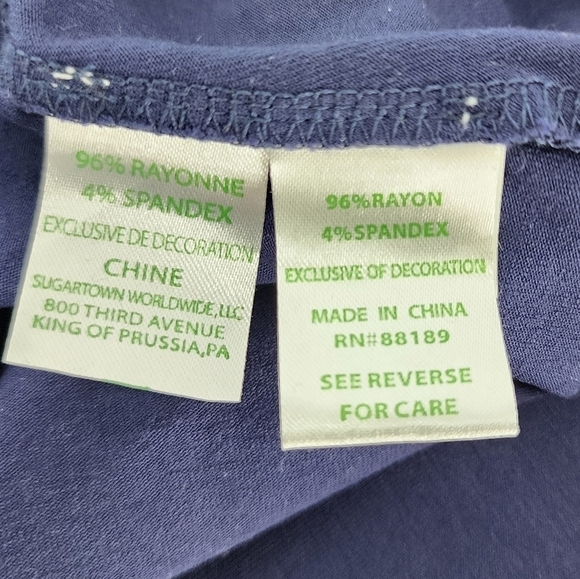 96% RAYONNE
4% SPANDEX
EXCLUSIVE DE DECORATION
CHINE
SUGARTOWN WORLDWIDE, LLC
800 THIRD AVENUE
KING OF PRUSSIA, PA
96%RAYON
4%SPANDEX
EXCLUSIVE OF DECORATION
MADE IN CHINA
RN#88189
SEE REVERSE
FOR CARE